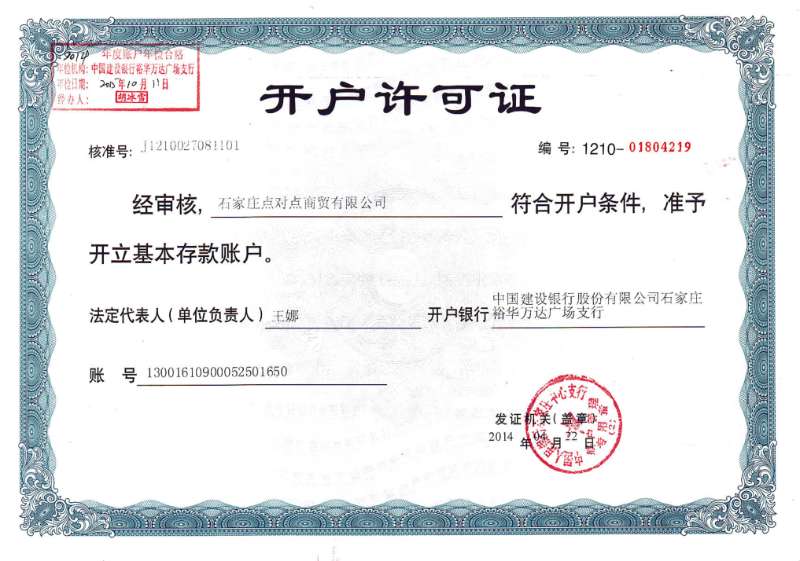 2014 年度账户年检合格
年检机构：中国建设银行裕华万达广场支行
年检日期： 2015年10月13日
经办人： 胡冰雪
开户许可证
核准号： J1210027081101
编号： 1210-01804219
经审核， 石家庄点对点商贸有限公司 符合开户条件，准予
开立基本存款账户。
法定代表人（单位负责人） 王娜
开户银行 中国建设银行股份有限公司石家庄
裕华万达广场支行
账 号 13001610900052501650
发证机关（盖章）
2014 年 04 月 22 日
中国人民银行石家庄中心支行
账户管理专用章
(2)